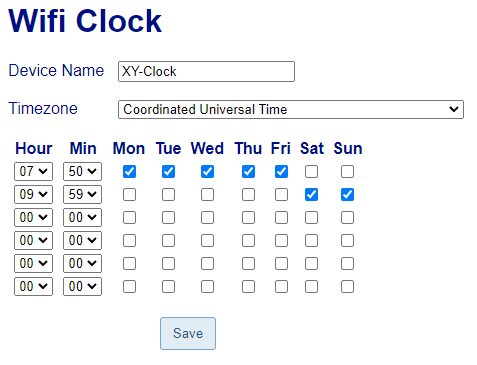 Wifi Clock
Device Name XY-Clock
Timezone Coordinated Universal Time
Hour Min Mon Tue Wed Thu Fri Sat Sun
07 50
09 59
00 00
00 00
00 00
00 00
Save